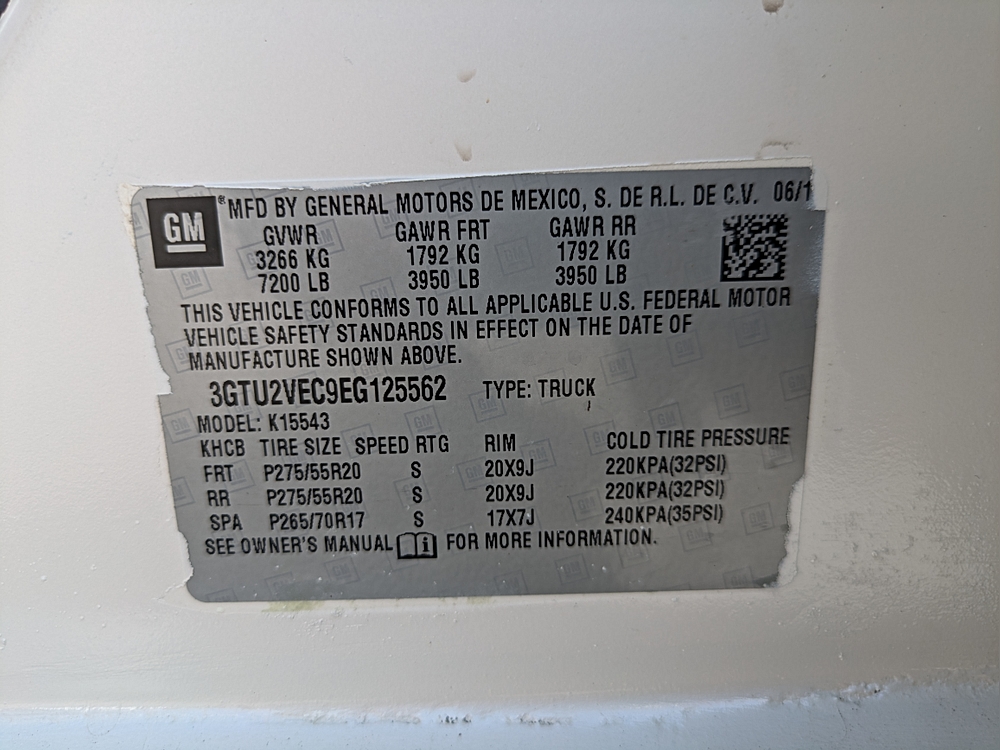 GM ® MFD BY GENERAL MOTORS DE MEXICO, S. DE R.L. DE C.V. 06/1
GVWR GAWR FRT GAWR RR
3266 KG 1792 KG 1792 KG
7200 LB 3950 LB 3950 LB
THIS VEHICLE CONFORMS TO ALL APPLICABLE U.S. FEDERAL MOTOR
VEHICLE SAFETY STANDARDS IN EFFECT ON THE DATE OF
MANUFACTURE SHOWN ABOVE.
3GTU2VEC9EG125562 TYPE: TRUCK
MODEL: K15543
KHCB TIRE SIZE SPEED RTG RIM COLD TIRE PRESSURE
FRT P275/55R20 S 20X9J 220KPA(32PSI)
RR P275/55R20 S 20X9J 220KPA(32PSI)
SPA P265/70R17 S 17X7J 240KPA(35PSI)
SEE OWNER'S MANUAL i FOR MORE INFORMATION.